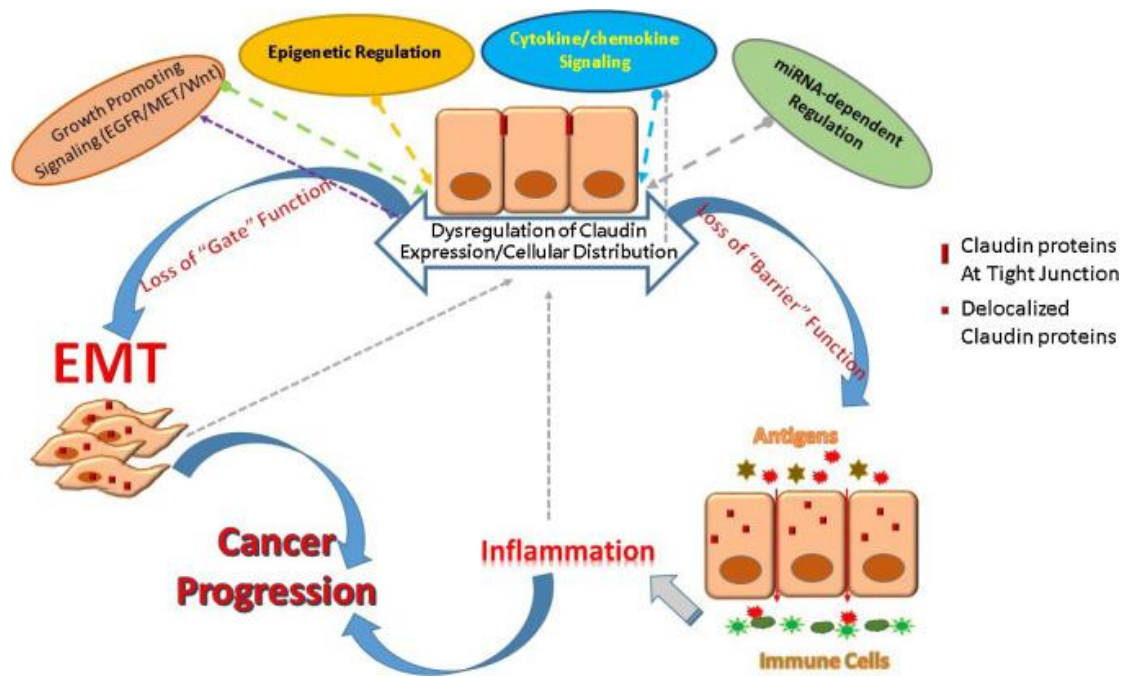 Growth Promoting
Signaling (EGFR/MET/Wnt)
Epigenetic Regulation
Cytokine/chemokine
Signaling
miRNA-dependent
Regulation
Dysregulation of Claudin
Expression/Cellular Distribution
Loss of "Gate" Function
Loss of "Barrier" Function
Claudin proteins
At Tight Junction
Delocalized
Claudin proteins
EMT
Antigens
Cancer
Progression
Inflammation
Immune Cells